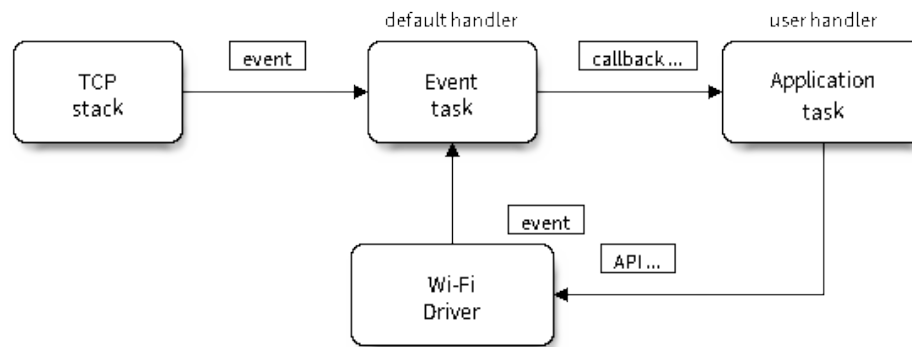 default handler
user handler
event
callback ...
TCP
stack
Event
task
Application
task
event
API ...
Wi-Fi
Driver